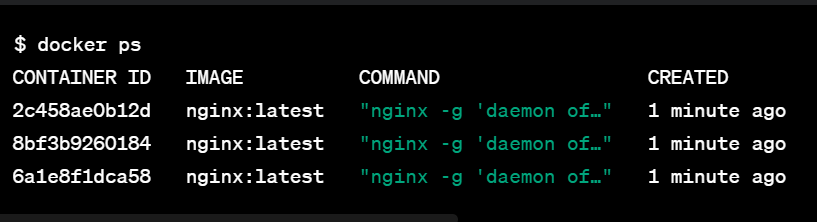 $ docker ps
CONTAINER ID IMAGE COMMAND CREATED
2c458ae0b12d nginx:latest "nginx -g 'daemon of…" 1 minute ago
8bf3b9260184 nginx:latest "nginx -g 'daemon of…" 1 minute ago
6a1e8f1dca58 nginx:latest "nginx -g 'daemon of…" 1 minute ago